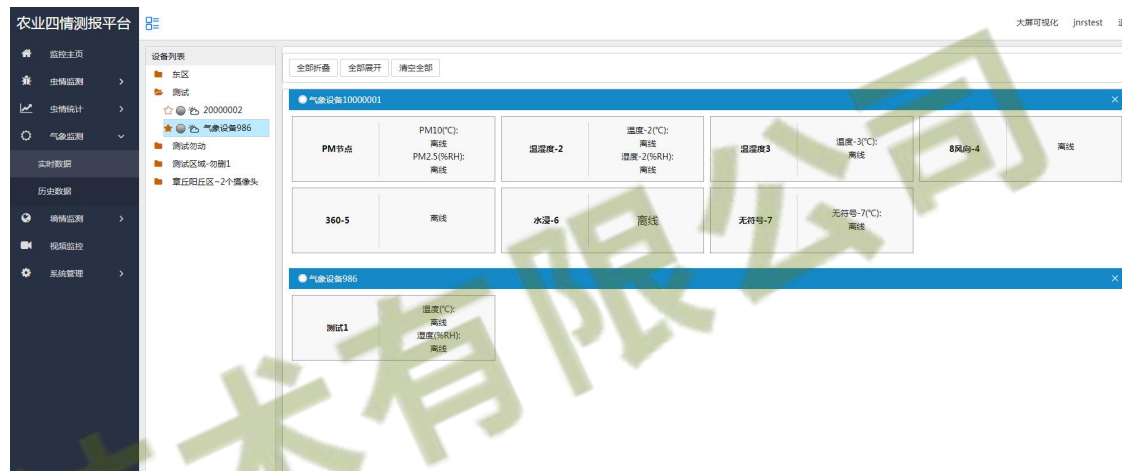 农业四情测报平台
大屏可视化 jnrstest
监控主页
虫情监测
虫情统计
气象监测
实时数据
历史数据
墒情监测
视频监控
系统管理
设备列表
东区
测试
20000002
气象设备986
测试勿动
测试区域-勿删1
章丘阳丘区~2个摄像头
全部折叠 全部展开 清空全部
气象设备10000001
PM节点
PM10(℃):
离线
PM2.5(%RH):
离线
温湿度-2
温度-2(℃):
离线
湿度-2(%RH):
离线
温湿度3
温度-3(℃):
离线
8风向-4
离线
360-5
离线
水浸-6
离线
无符号-7
无符号-7(℃):
离线
气象设备986
测试1
温度(℃):
离线
湿度(%RH):
离线
术有限公司